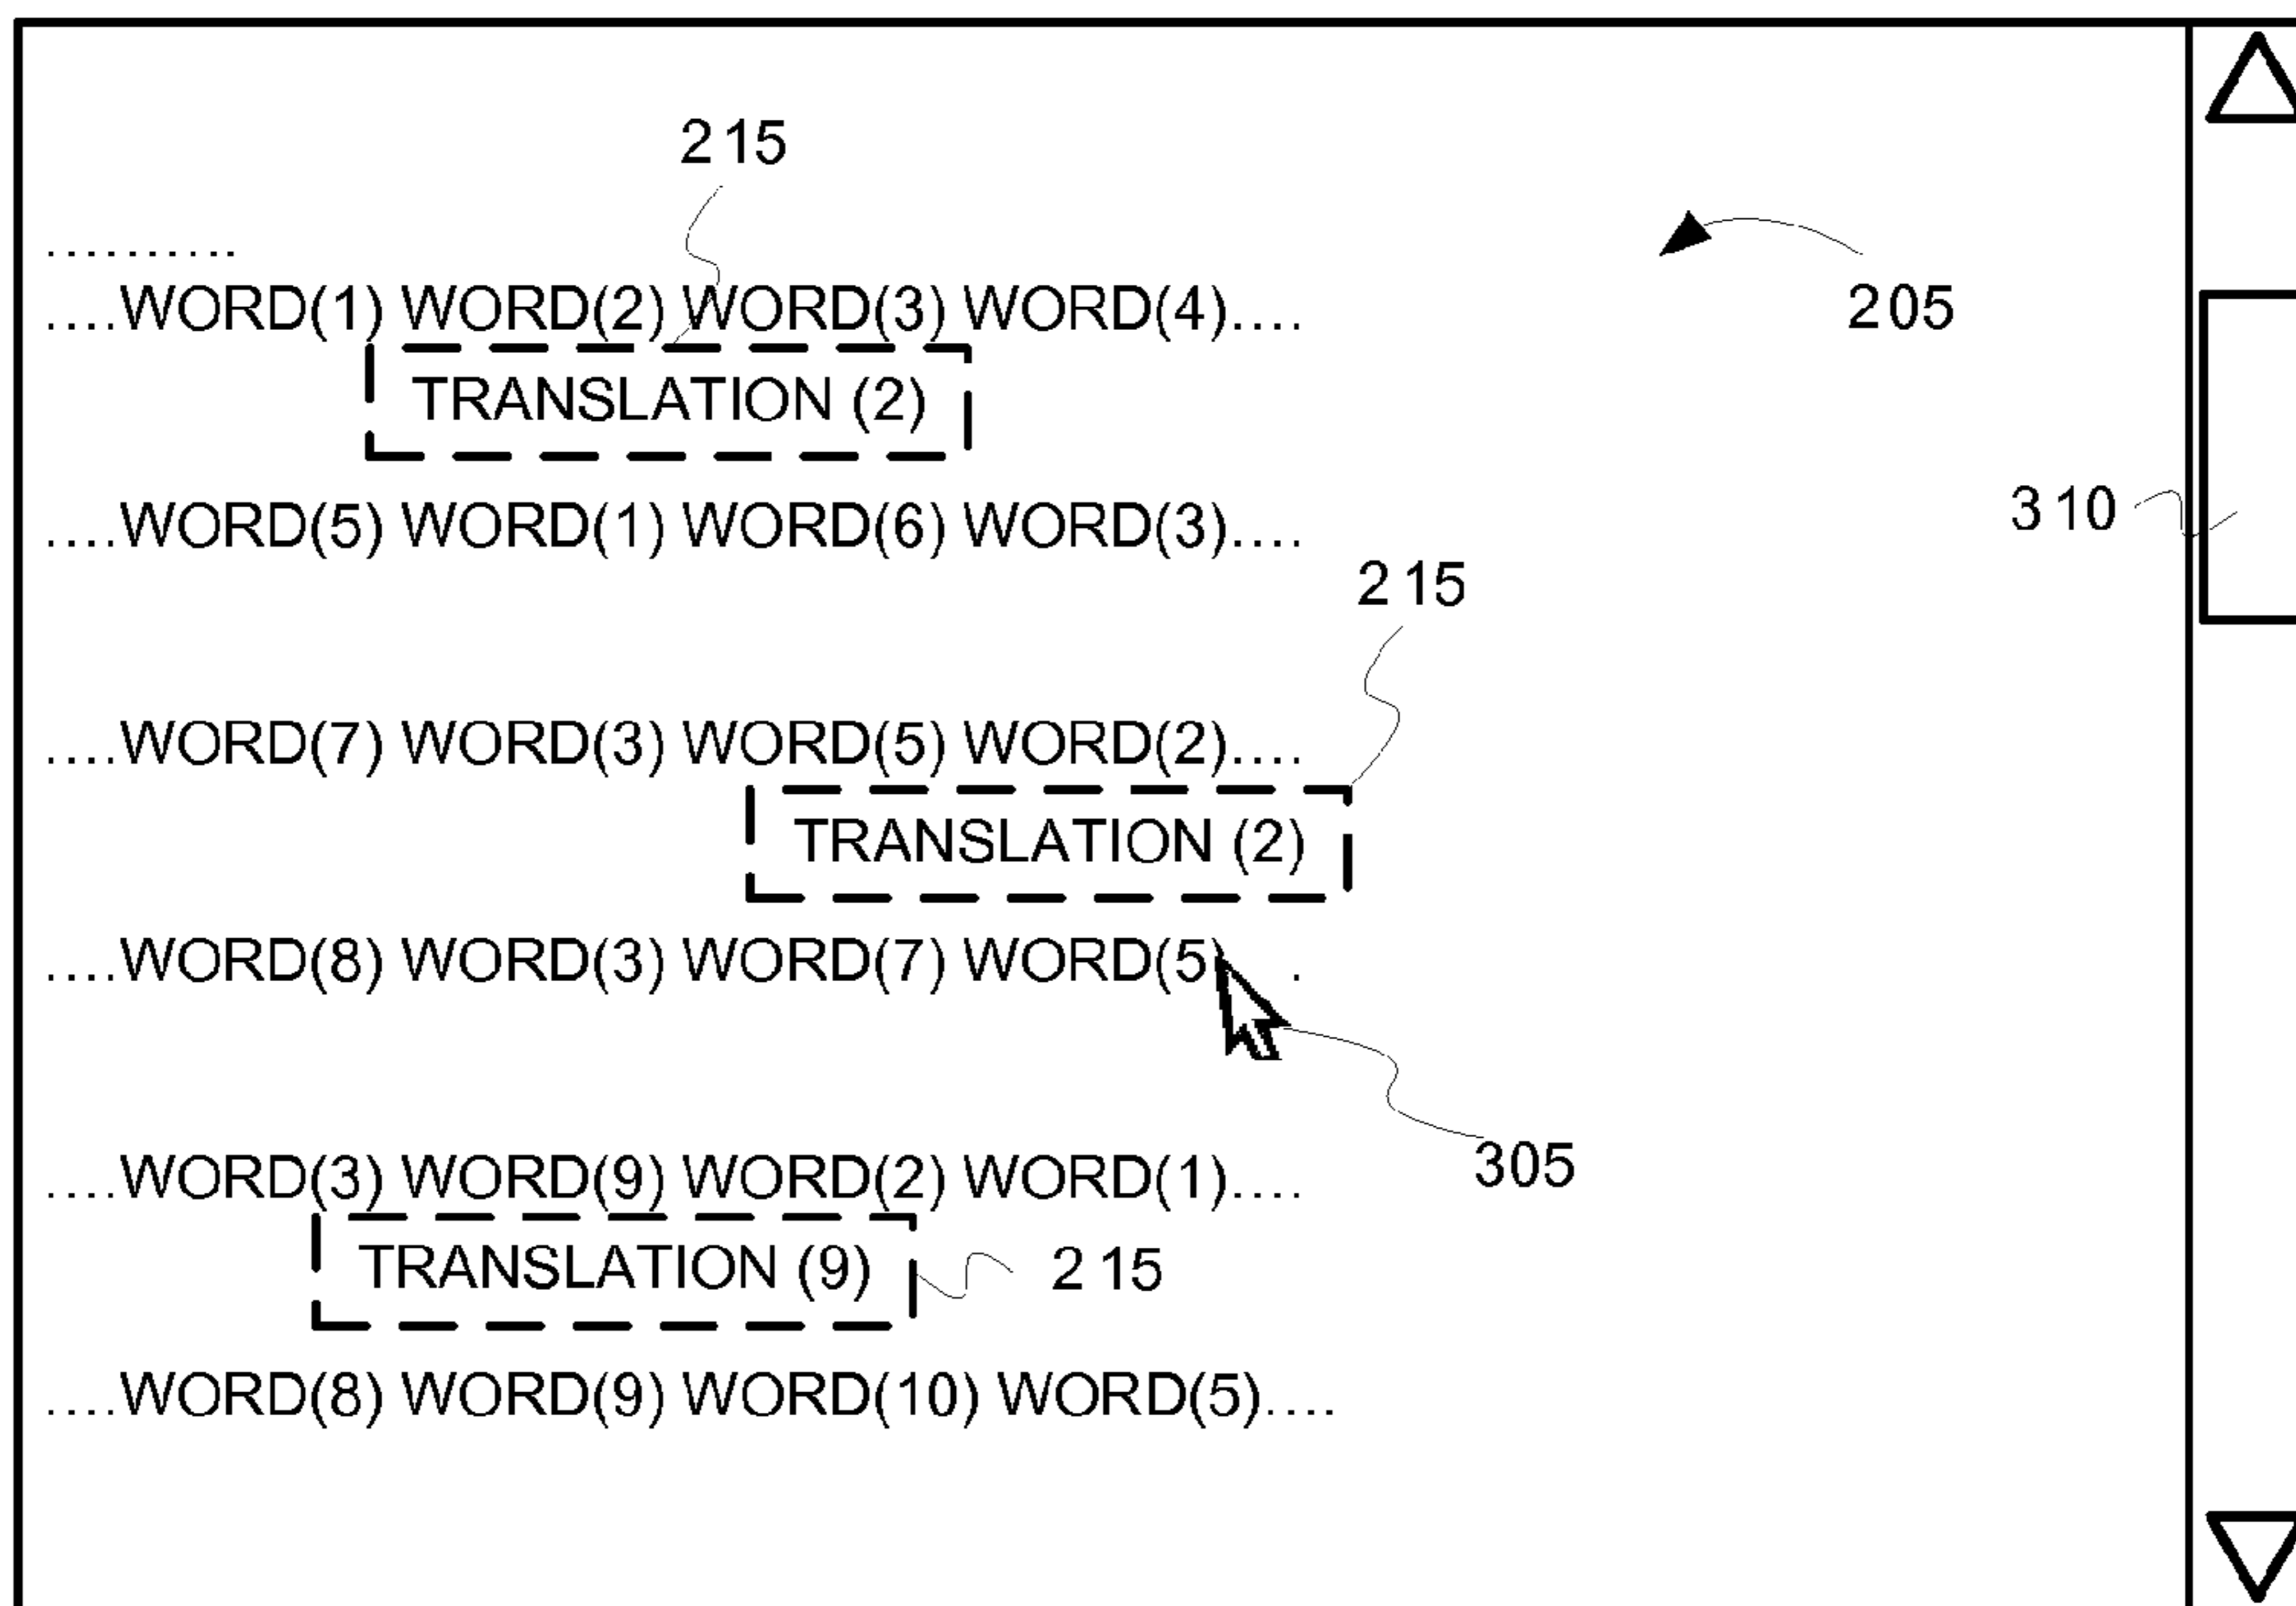 215
..........
....WORD(1) WORD(2) WORD(3) WORD(4)....
205
TRANSLATION (2)
....WORD(5) WORD(1) WORD(6) WORD(3)....
310
215
....WORD(7) WORD(3) WORD(5) WORD(2)....
TRANSLATION (2)
....WORD(8) WORD(3) WORD(7) WORD(5) .
305
....WORD(3) WORD(9) WORD(2) WORD(1)....
TRANSLATION (9)
215
....WORD(8) WORD(9) WORD(10) WORD(5)....